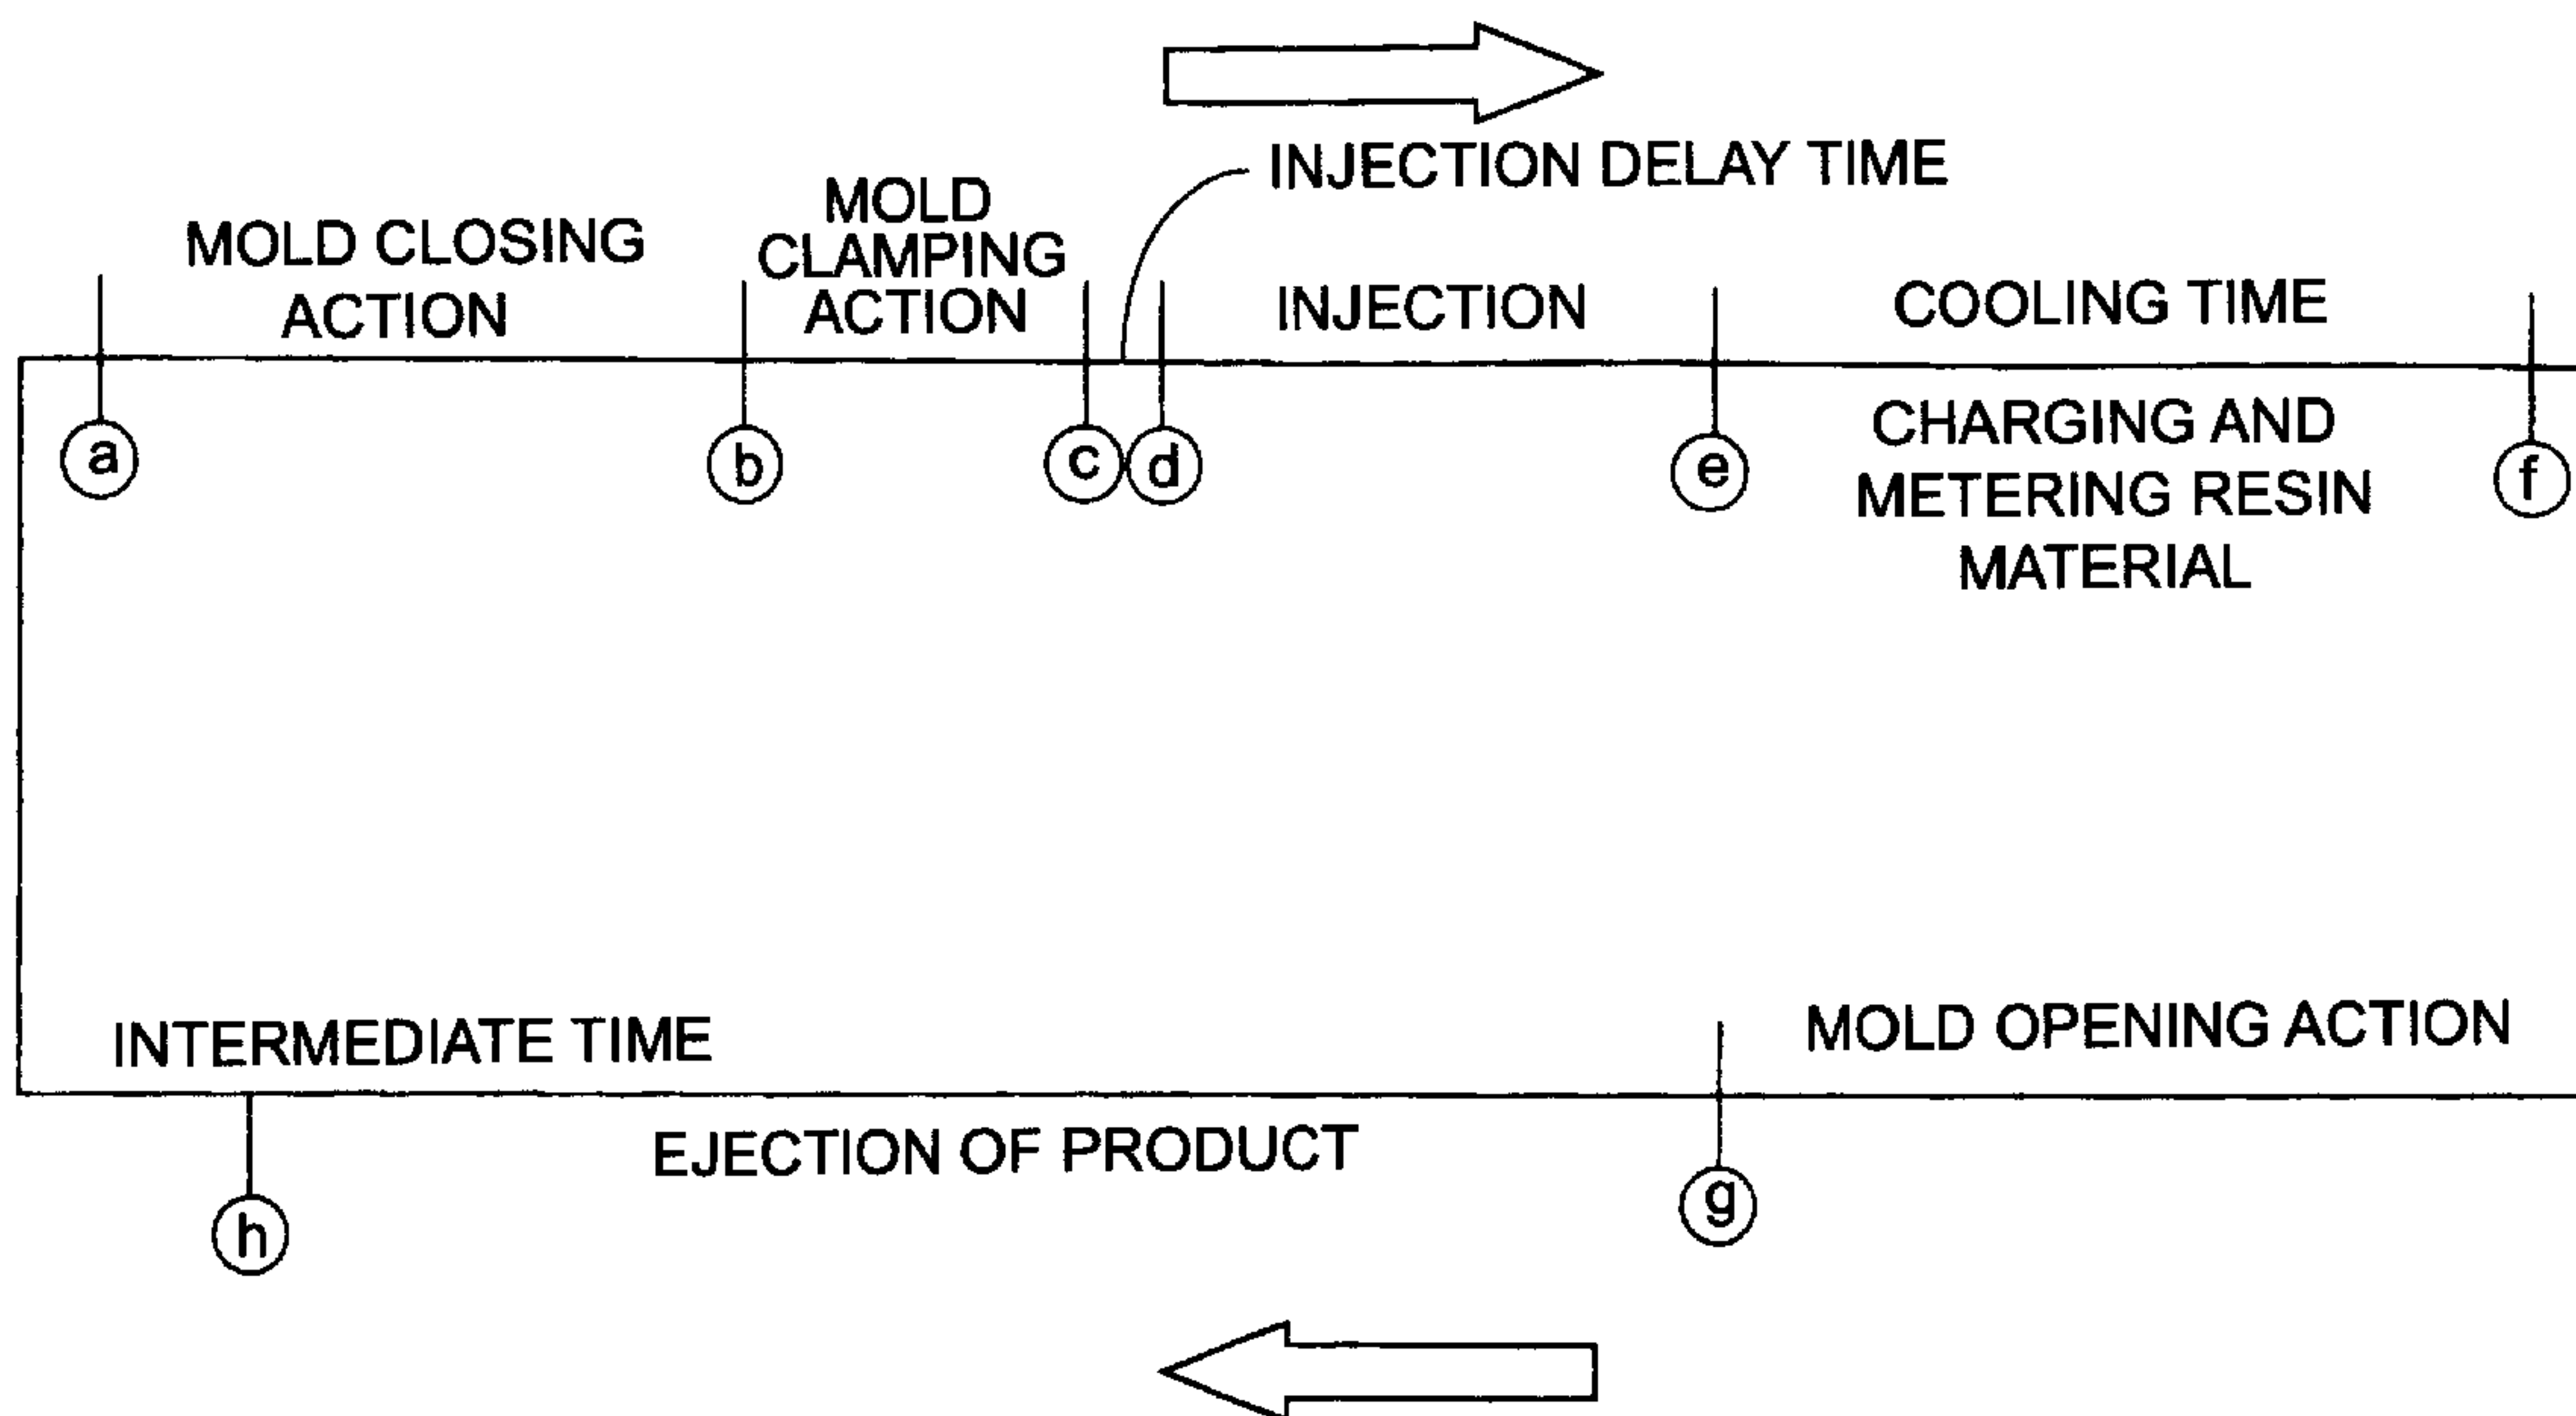 INJECTION DELAY TIME
MOLD CLOSING
ACTION
MOLD
CLAMPING
ACTION
INJECTION
COOLING TIME
a
b
c
d
e
f
CHARGING AND
METERING RESIN
MATERIAL
INTERMEDIATE TIME
MOLD OPENING ACTION
EJECTION OF PRODUCT
h
g